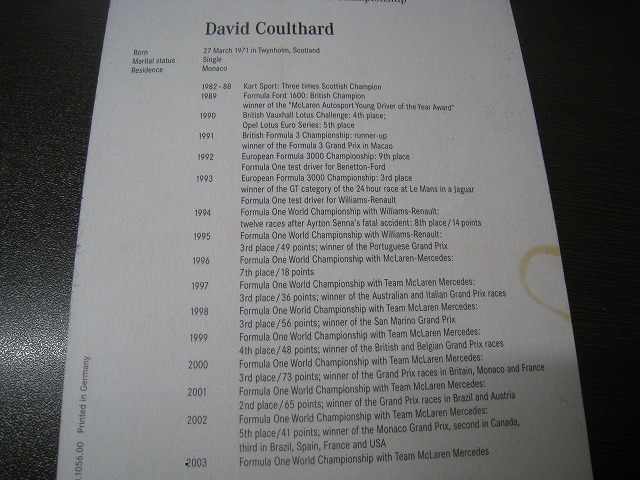 David Coulthard
Born 27 March 1971 in Twynholm, Scotland
Marital status Single
Residence Monaco
1982–88 Kart Sport: Three times Scottish Champion
1989 Formula Ford 1600: British Champion
winner of the "McLaren Autosport Young Driver of the Year Award"
1990 British Vauxhall Lotus Challenge: 4th place;
Opel Lotus Euro Series: 5th place
1991 British Formula 3 Championship: runner-up
winner of the Formula 3 Grand Prix in Macao
1992 European Formula 3000 Championship: 9th place
Formula One test driver for Benetton-Ford
1993 European Formula 3000 Championship: 3rd place
winner of the GT category of the 24 hour race at Le Mans in a Jaguar
Formula One test driver for Williams-Renault
1994 Formula One World Championship with Williams-Renault:
twelve races after Ayrton Senna's fatal accident: 8th place / 14 points
1995 Formula One World Championship with Williams-Renault:
3rd place / 49 points; winner of the Portuguese Grand Prix
1996 Formula One World Championship with McLaren-Mercedes:
7th place / 18 points
1997 Formula One World Championship with Team McLaren Mercedes:
3rd place / 36 points; winner of the Australian and Italian Grand Prix races
1998 Formula One World Championship with Team McLaren Mercedes:
3rd place / 56 points; winner of the San Marino Grand Prix
1999 Formula One World Championship with Team McLaren Mercedes:
4th place / 48 points; winner of the British and Belgian Grand Prix races
2000 Formula One World Championship with Team McLaren Mercedes:
3rd place / 73 points; winner of the Grand Prix races in Britain, Monaco and France
2001 Formula One World Championship with Team McLaren Mercedes:
2nd place / 65 points; winner of the Grand Prix races in Brazil and Austria
2002 Formula One World Championship with Team McLaren Mercedes:
5th place / 41 points; winner of the Monaco Grand Prix, second in Canada,
third in Brazil, Spain, France and USA
2003 Formula One World Championship with Team McLaren Mercedes
.1056.00 Printed in Germany